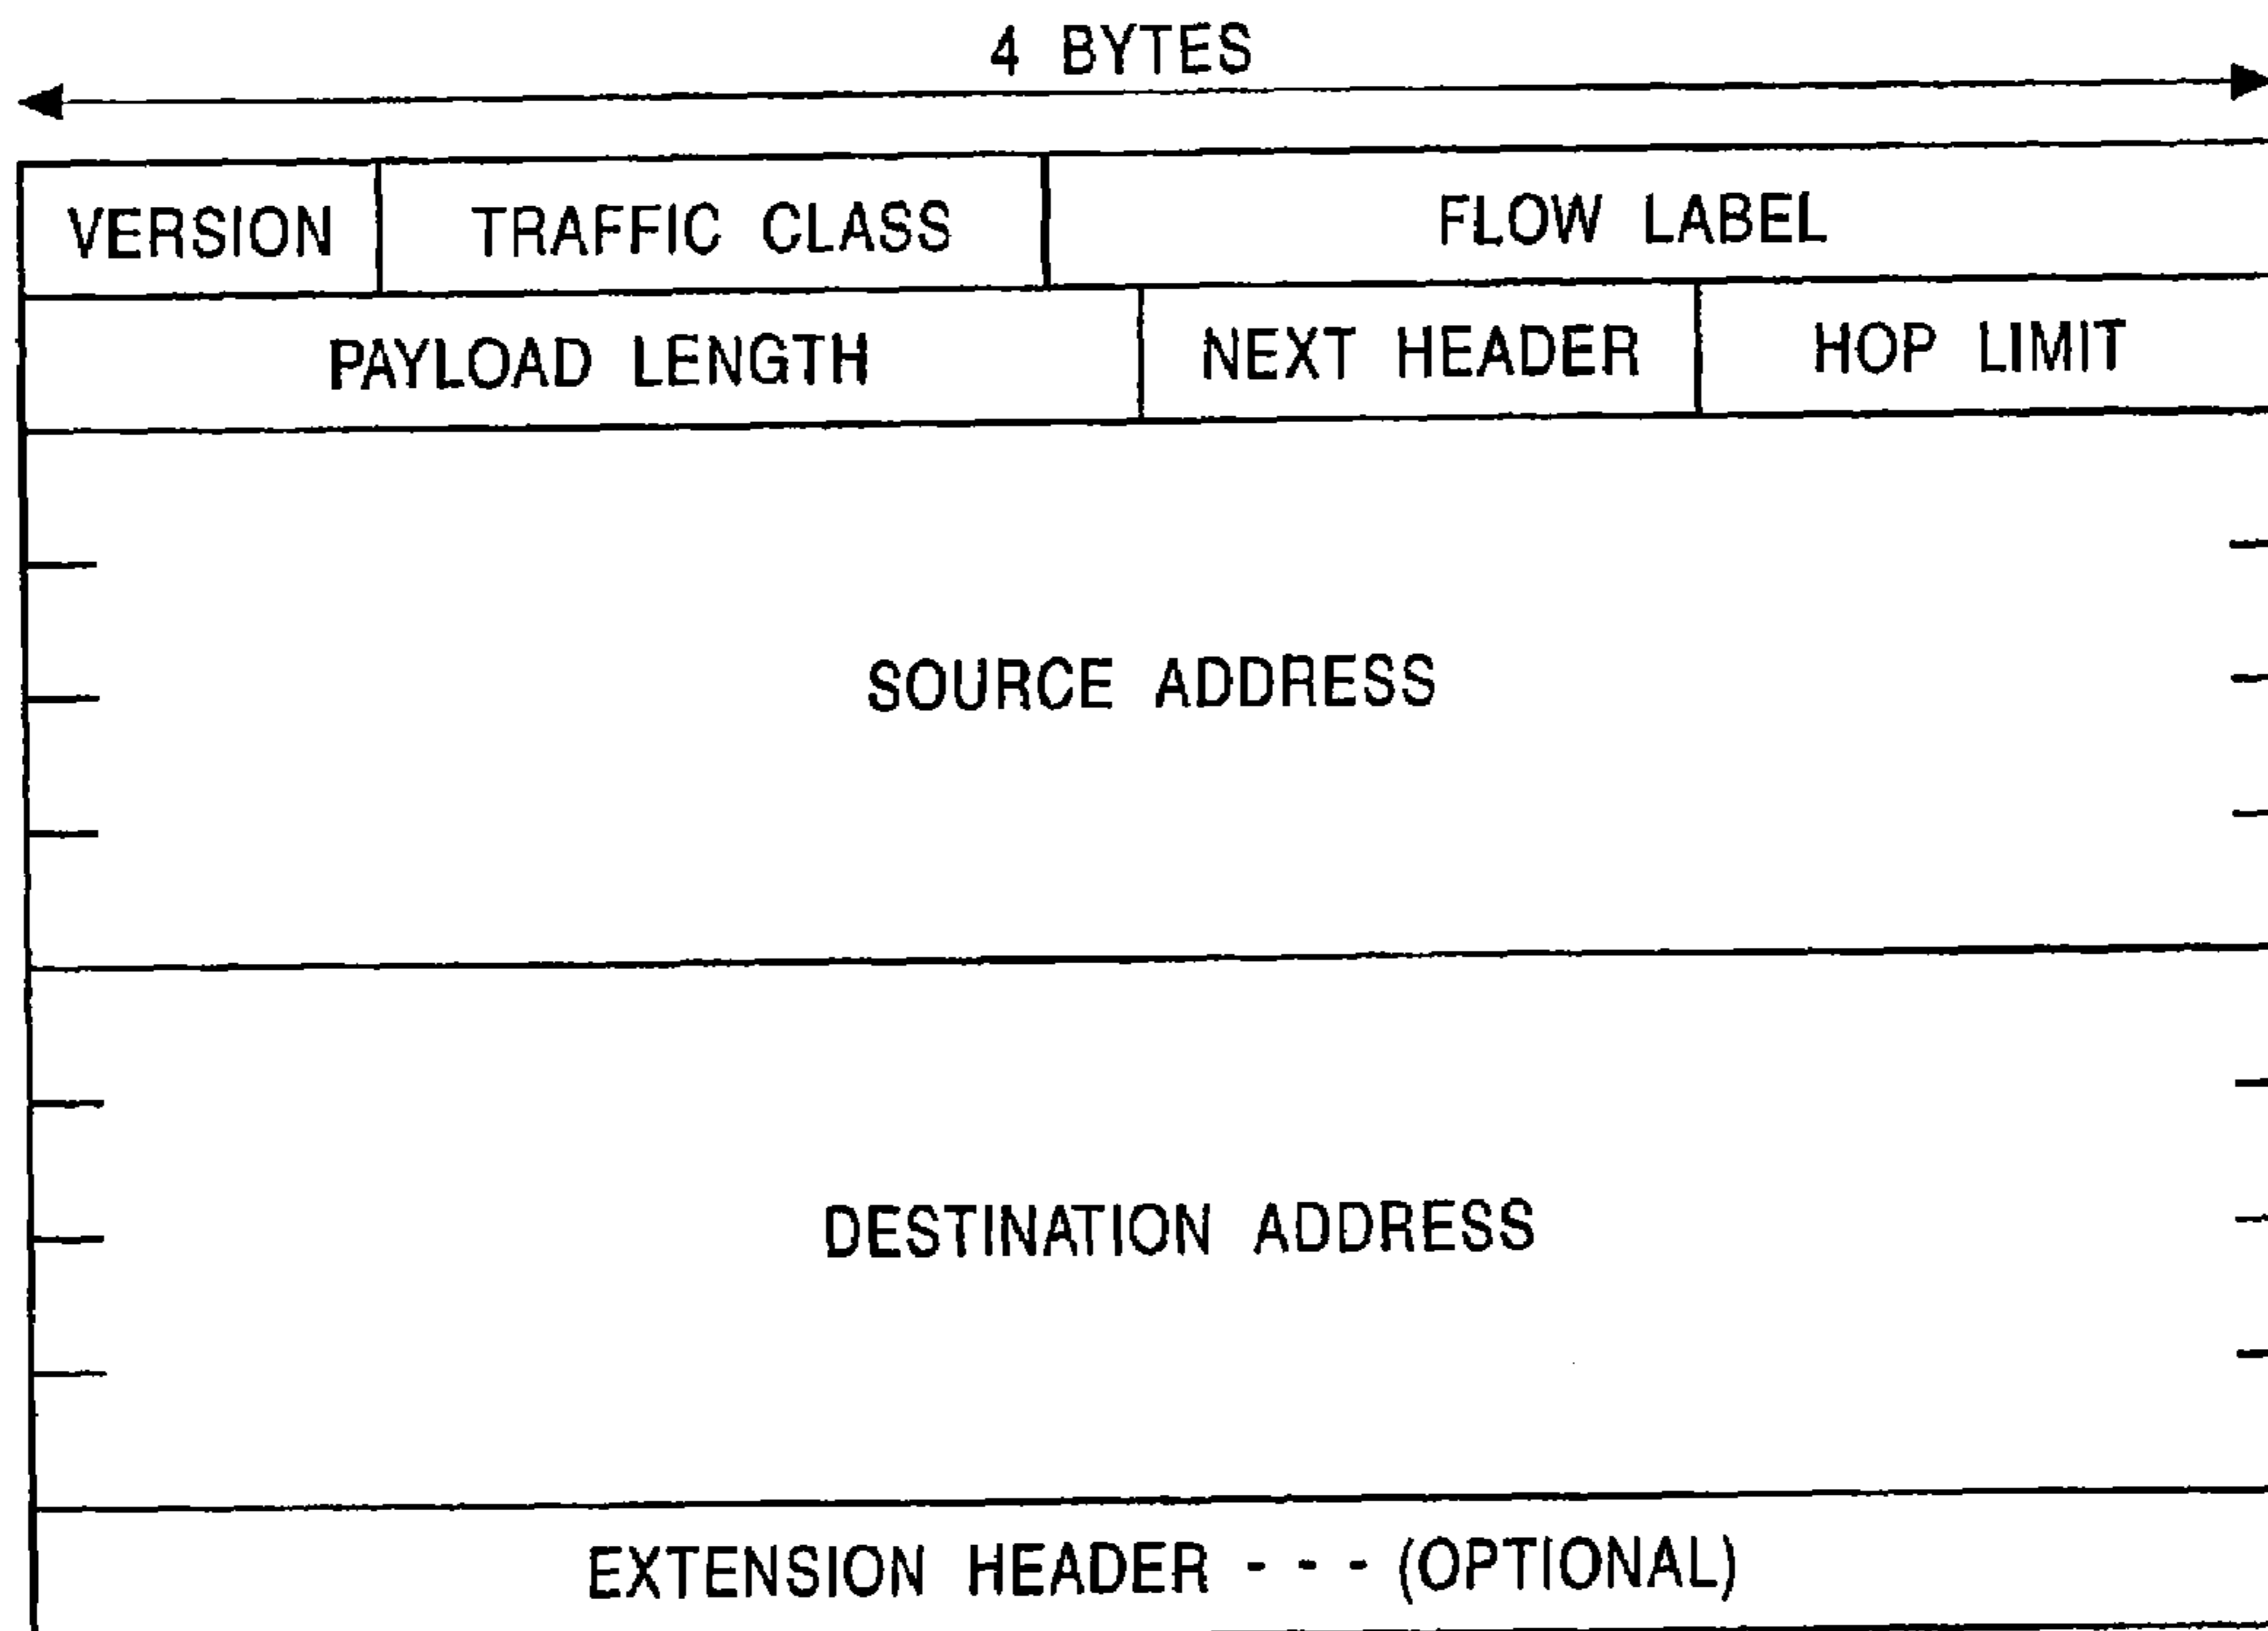 4 BYTES
VERSION TRAFFIC CLASS FLOW LABEL
PAYLOAD LENGTH NEXT HEADER HOP LIMIT
SOURCE ADDRESS
DESTINATION ADDRESS
EXTENSION HEADER - - - (OPTIONAL)